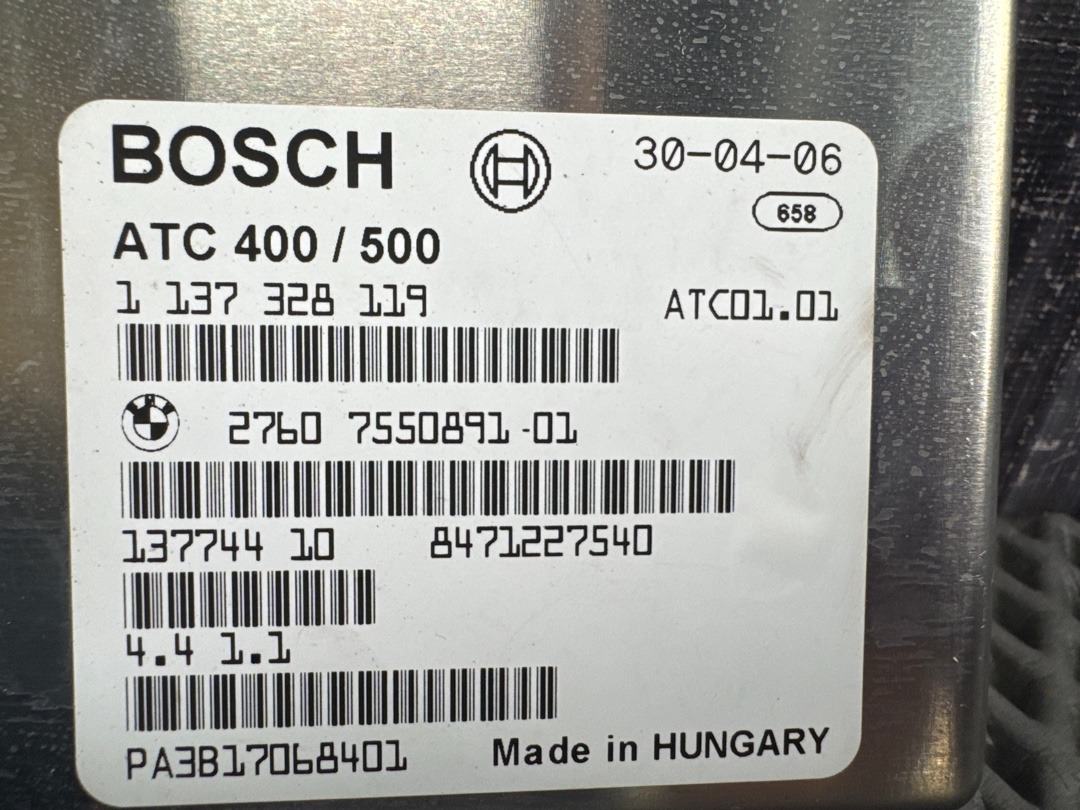 BOSCH 30-04-06
658
ATC 400 / 500
1 137 328 119 ATC01.01
2760 7550891-01
137744 10 8471227540
4.4 1.1
PA3B17068401 Made in HUNGARY